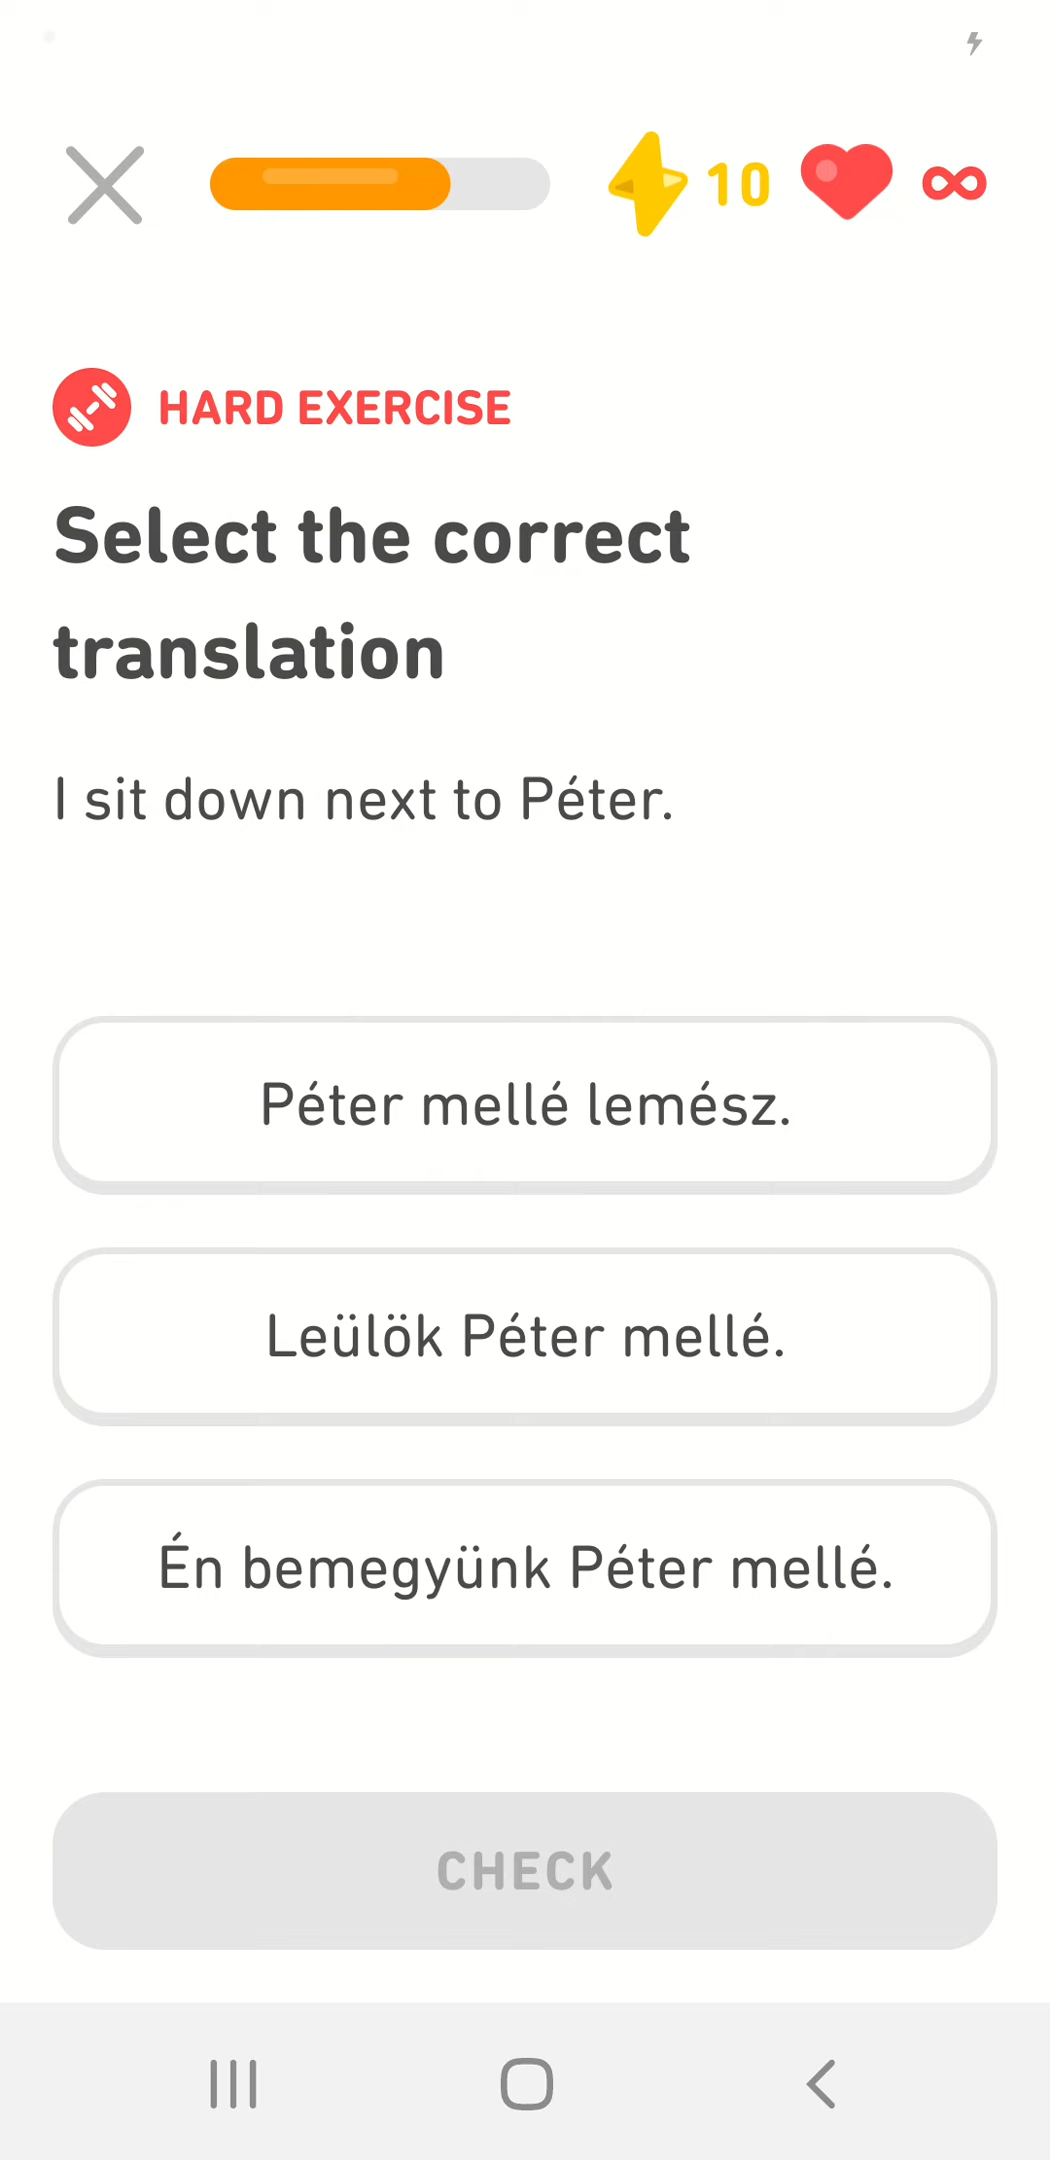 10 ∞
HARD EXERCISE
Select the correct
translation
I sit down next to Péter.
Péter mellé lemész.
Leülök Péter mellé.
Én bemegyünk Péter mellé.
CHECK